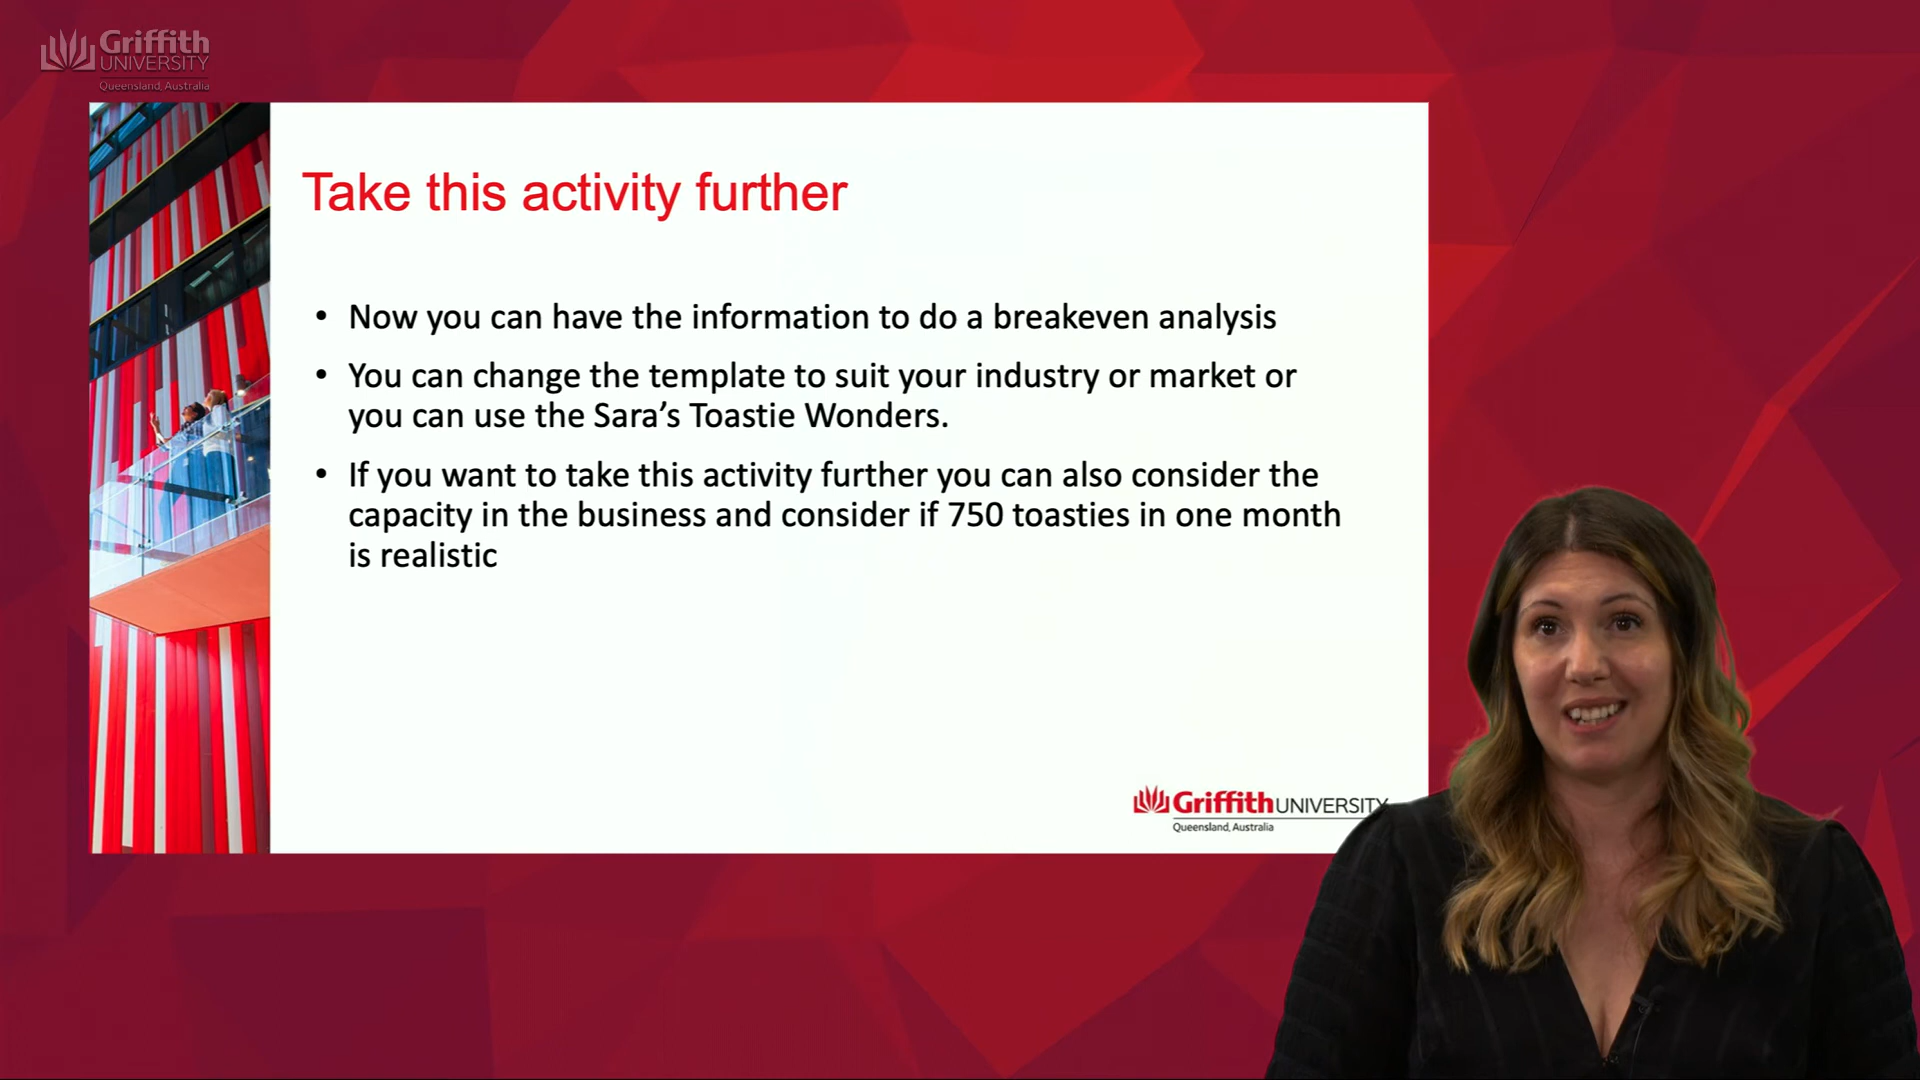 Griffith
UNIVERSITY
Queensland, Australia
Take this activity further
• Now you can have the information to do a breakeven analysis
• You can change the template to suit your industry or market or
you can use the Sara’s Toastie Wonders.
• If you want to take this activity further you can also consider the
capacity in the business and consider if 750 toasties in one month
is realistic
Griffith UNIVERSITY
Queensland, Australia